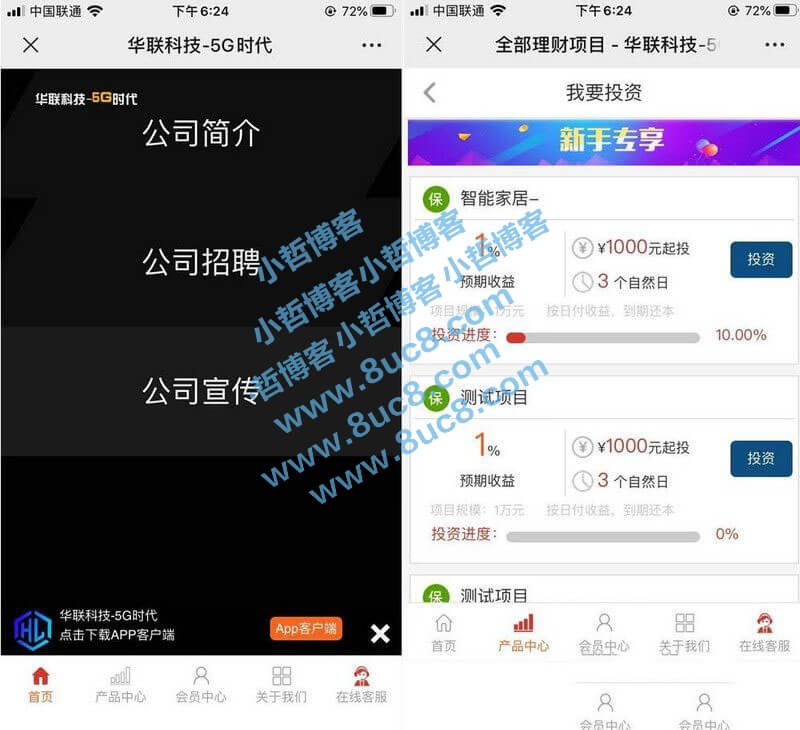 中国联通
下午6:24
72%
华联科技-5G时代
华联科技-5G时代
公司简介
公司招聘
公司宣传
华联科技-5G时代
点击下载APP客户端
App客户端
首页
产品中心
会员中心
关于我们
在线客服
中国联通
下午6:24
72%
全部理财项目 - 华联科技-5
我要投资
新手专享
保
智能家居–
1%
预期收益
¥1000元起投
3 个自然日
投资
项目规模：1万元
按日付收益，到期还本
投资进度：
10.00%
保
测试项目
1%
预期收益
¥1000元起投
3 个自然日
投资
项目规模：1万元
按日付收益，到期还本
投资进度：
0%
保
测试项目
首页
产品中心
会员中心
关于我们
在线客服
会员中心
会员中心
小哲博客
小哲博客 小哲博客
小哲博客 小哲博客 小哲博客
www.8uc8.com
www.8uc8.com